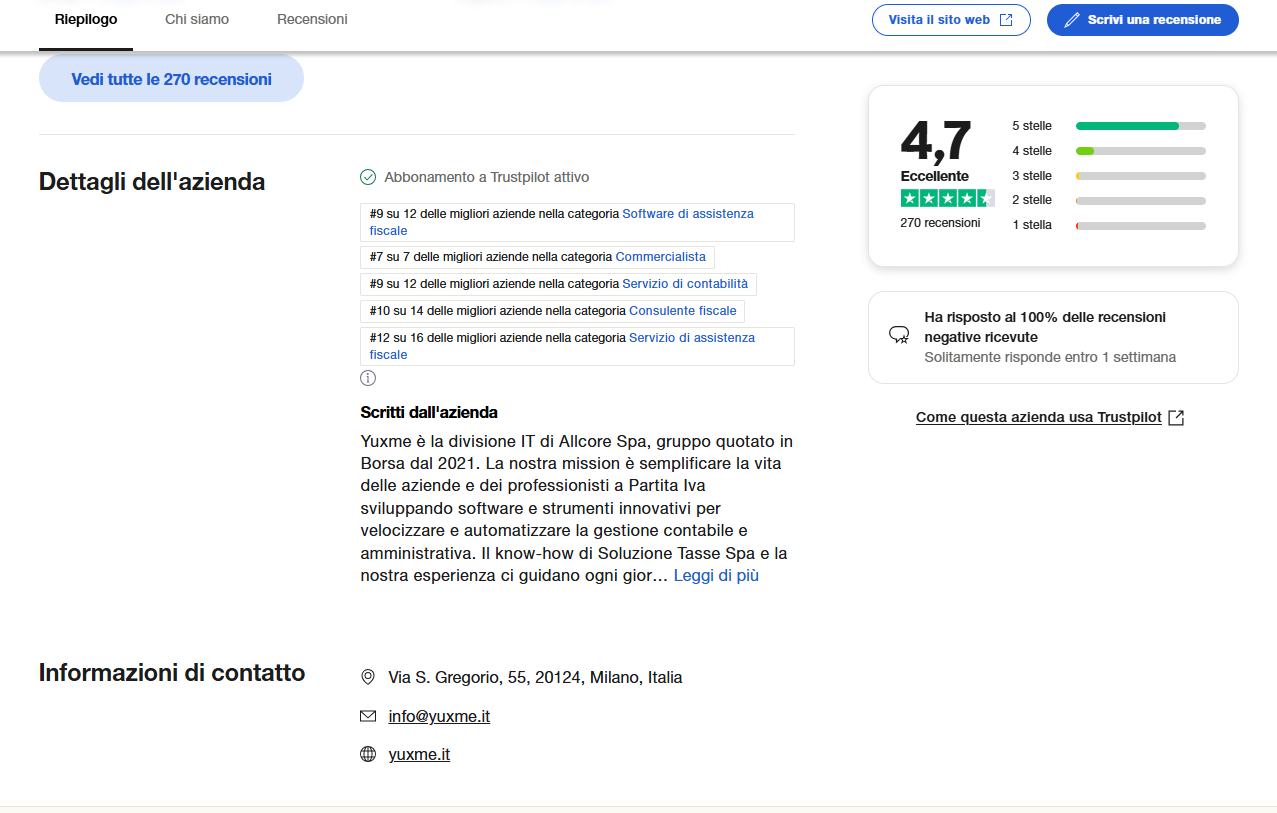 Riepilogo
Chi siamo
Recensioni
Visita il sito web
Scrivi una recensione
Vedi tutte le 270 recensioni
Dettagli dell'azienda
Abbonamento a Trustpilot attivo
#9 su 12 delle migliori aziende nella categoria Software di assistenza
fiscale
#7 su 7 delle migliori aziende nella categoria Commercialista
#9 su 12 delle migliori aziende nella categoria Servizio di contabilità
#10 su 14 delle migliori aziende nella categoria Consulente fiscale
#12 su 16 delle migliori aziende nella categoria Servizio di assistenza
fiscale
Scritti dall'azienda
Yuxme è la divisione IT di Allcore Spa, gruppo quotato in
Borsa dal 2021. La nostra mission è semplificare la vita
delle aziende e dei professionisti a Partita Iva
sviluppando software e strumenti innovativi per
velocizzare e automatizzare la gestione contabile e
amministrativa. Il know-how di Soluzione Tasse Spa e la
nostra esperienza ci guidano ogni gior… Leggi di più
Informazioni di contatto
Via S. Gregorio, 55, 20124, Milano, Italia
info@yuxme.it
yuxme.it
4,7
Eccellente
270 recensioni
5 stelle
4 stelle
3 stelle
2 stelle
1 stella
Ha risposto al 100% delle recensioni
negative ricevute
Solitamente risponde entro 1 settimana
Come questa azienda usa Trustpilot